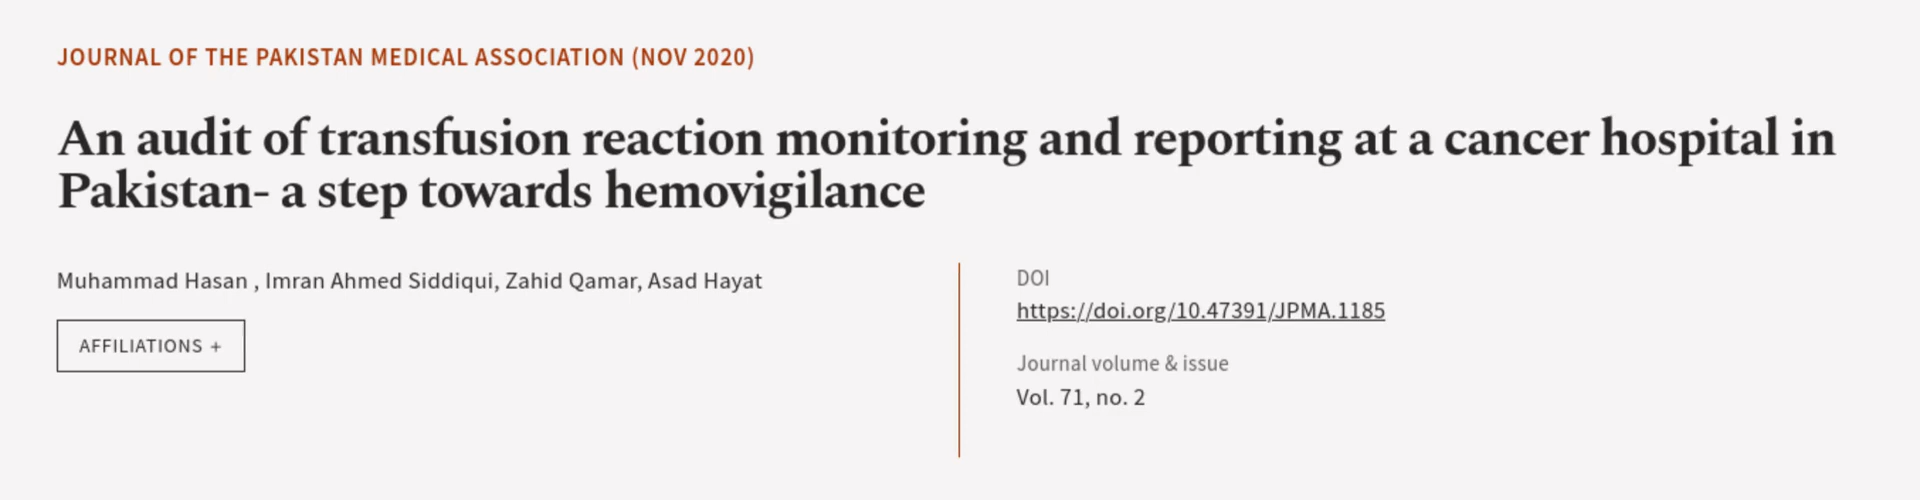 JOURNAL OF THE PAKISTAN MEDICAL ASSOCIATION (NOV 2020)
An audit of transfusion reaction monitoring and reporting at a cancer hospital in
Pakistan- a step towards hemovigilance
Muhammad Hasan , Imran Ahmed Siddiqui, Zahid Qamar, Asad Hayat
AFFILIATIONS +
DOI
https://doi.org/10.47391/JPMA.1185
Journal volume & issue
Vol. 71, no. 2